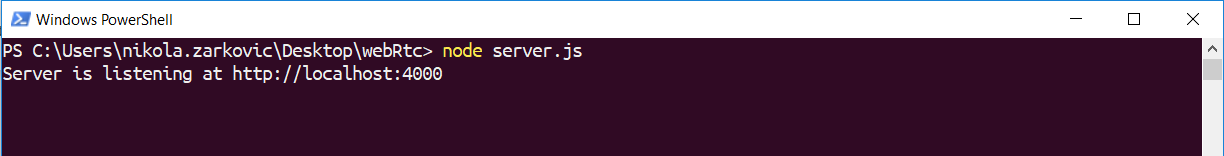 Windows PowerShell
PS C:\Users\nikola.zarkovic\Desktop\webRtc> node server.js
Server is listening at http://localhost:4000